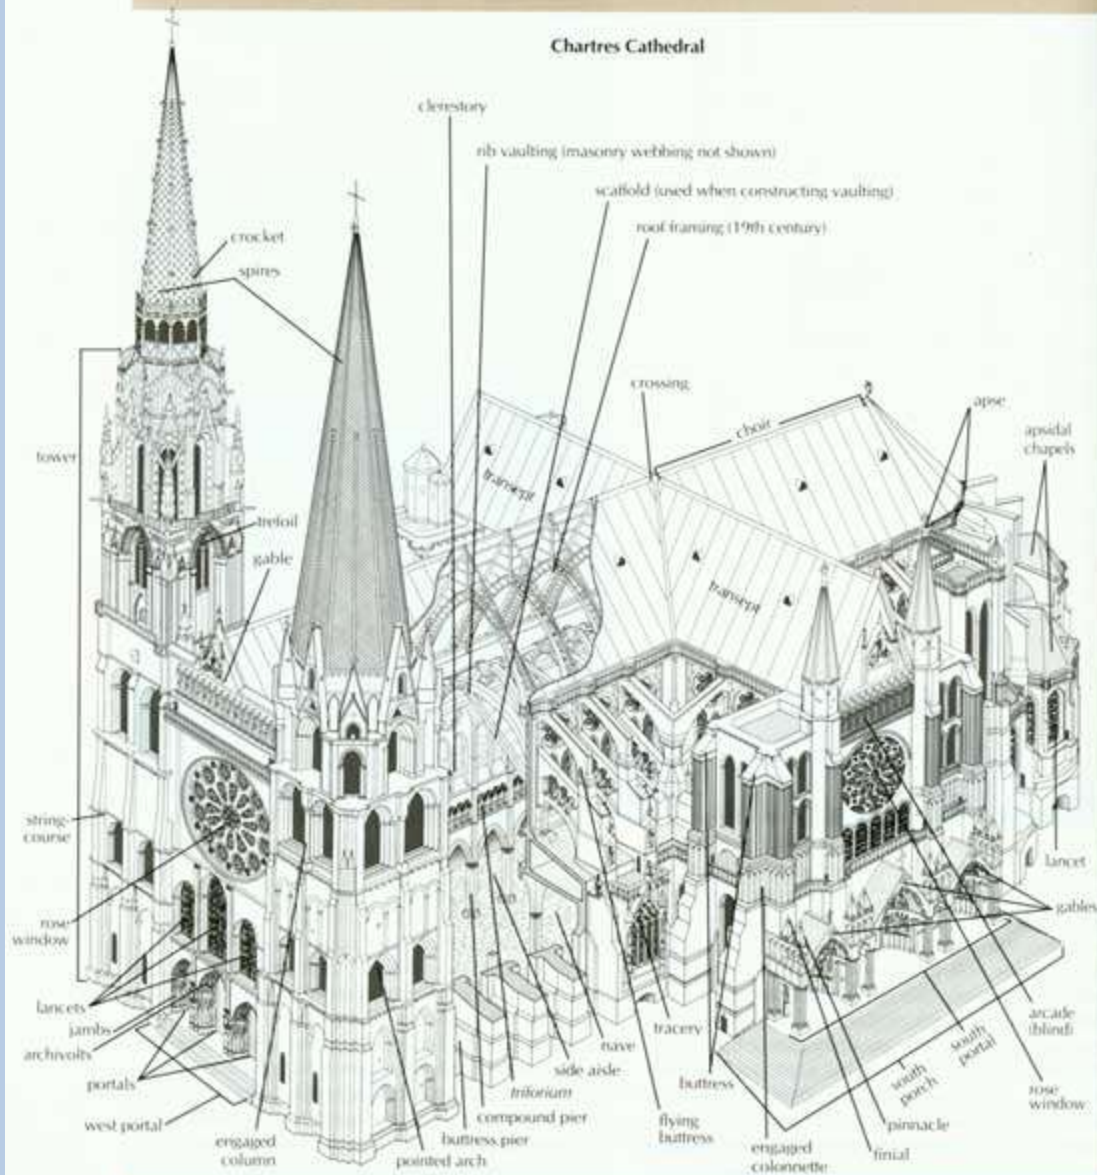 Chartres Cathedral
clerestory
rib vaulting (masonry webbing not shown)
scaffold (used when constructing vaulting)
roof framing (19th century)
crocket
spires
crossing
choir
apse
apsidal
chapels
transept
tower
trefoil
gable
transept
string-
course
rose
window
lancet
gables
lancets
jambs
archivolts
portals
west portal
engaged
column
pointed arch
buttress pier
compound pier
triforium
side aisle
nave
tracery
flying
buttress
buttress
engaged
colonnette
finial
pinnacle
south
porch
south
portal
arcade
(blind)
rose
window